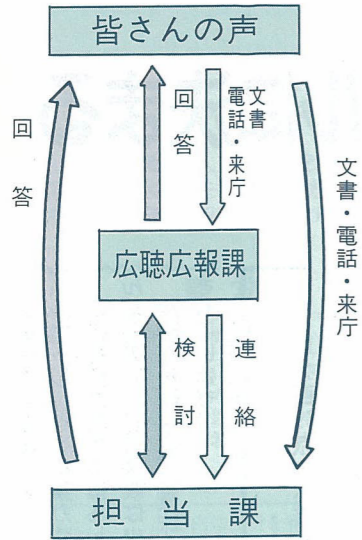 皆さんの声
回答
文書
電話・来庁
回答
文書・電話・来庁
広聴広報課
検討
連絡
担当課